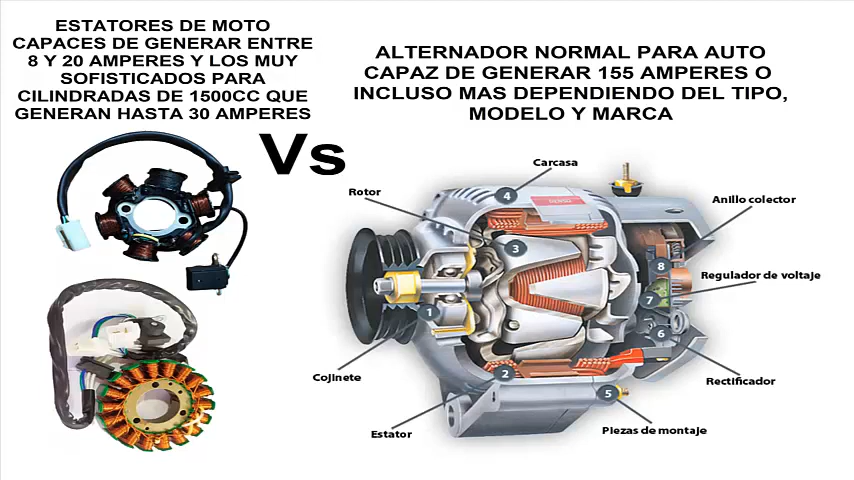 ESTATORES DE MOTO
CAPACES DE GENERAR ENTRE
8 Y 20 AMPERES Y LOS MUY
SOFISTICADOS PARA
CILINDRADAS DE 1500CC QUE
GENERAN HASTA 30 AMPERES
ALTERNADOR NORMAL PARA AUTO
CAPAZ DE GENERAR 155 AMPERES O
INCLUSO MAS DEPENDIENDO DEL TIPO,
MODELO Y MARCA
Vs
Carcasa
Rotor
Anillo colector
Regulador de voltaje
Cojinete
Rectificador
Estator
Piezas de montaje
DENSO
4
3
8
7
1
6
2
5